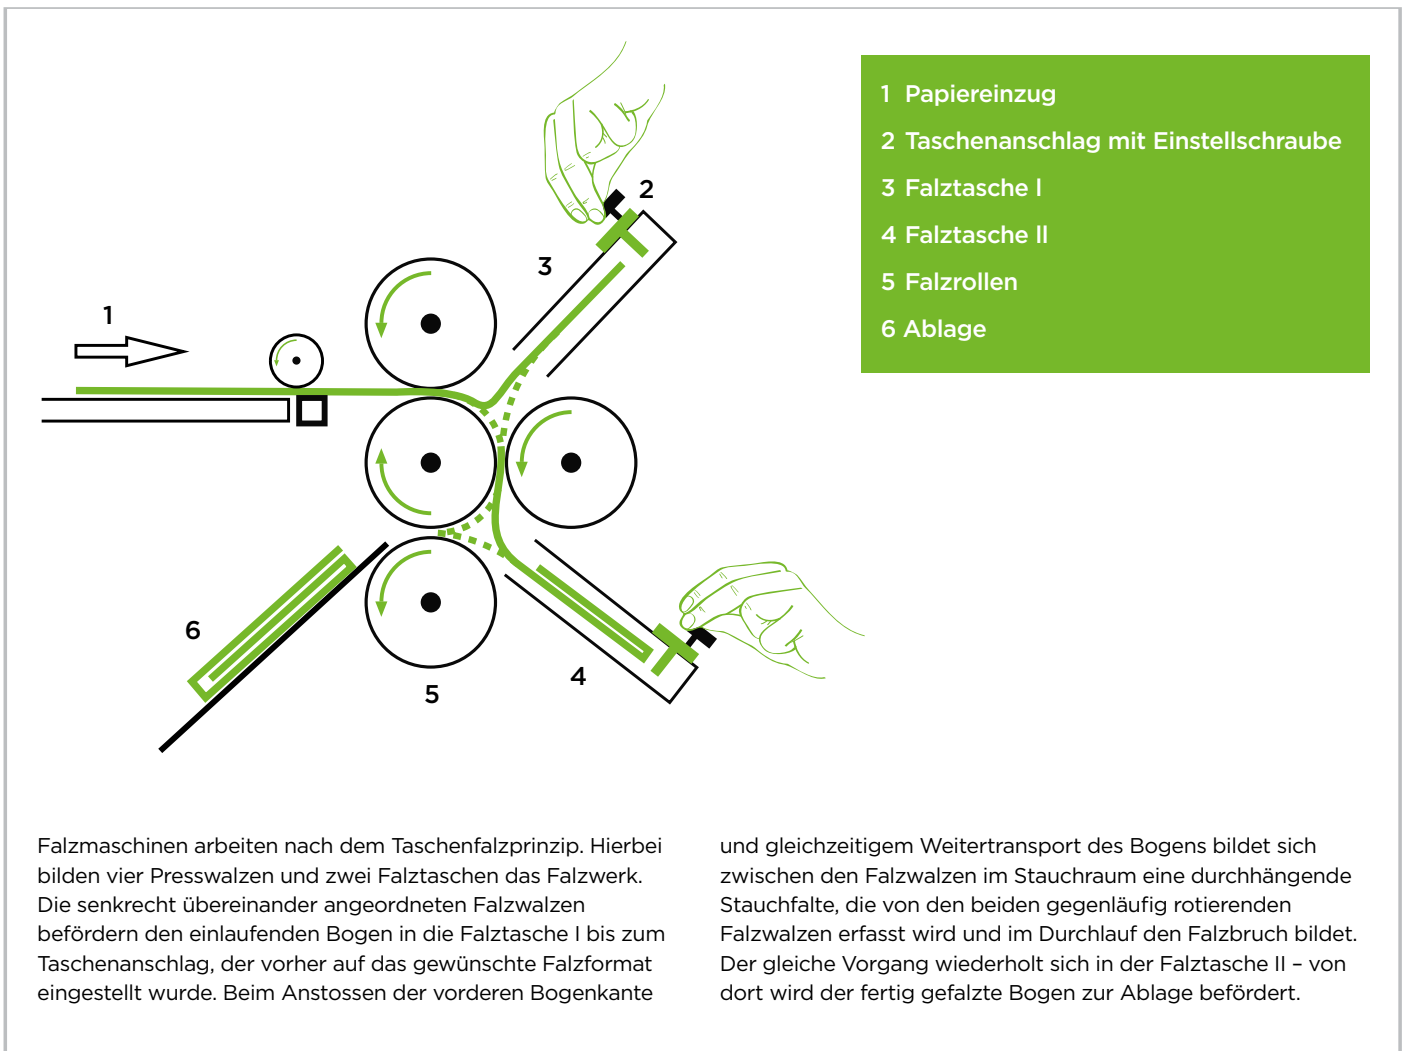 1 Papiereinzug
2 Taschenanschlag mit Einstellschraube
3 Falztasche I
4 Falztasche II
5 Falzrollen
6 Ablage
2
3
1
6
4
5
Falzmaschinen arbeiten nach dem Taschenfalzprinzip. Hierbei
bilden vier Presswalzen und zwei Falztaschen das Falzwerk.
Die senkrecht übereinander angeordneten Falzwalzen
befördern den einlaufenden Bogen in die Falztasche I bis zum
Taschenanschlag, der vorher auf das gewünschte Falzformat
eingestellt wurde. Beim Anstossen der vorderen Bogenkante
und gleichzeitigem Weitertransport des Bogens bildet sich
zwischen den Falzwalzen im Stauchraum eine durchhängende
Stauchfalte, die von den beiden gegenläufig rotierenden
Falzwalzen erfasst wird und im Durchlauf den Falzbruch bildet.
Der gleiche Vorgang wiederholt sich in der Falztasche II – von
dort wird der fertig gefalzte Bogen zur Ablage befördert.